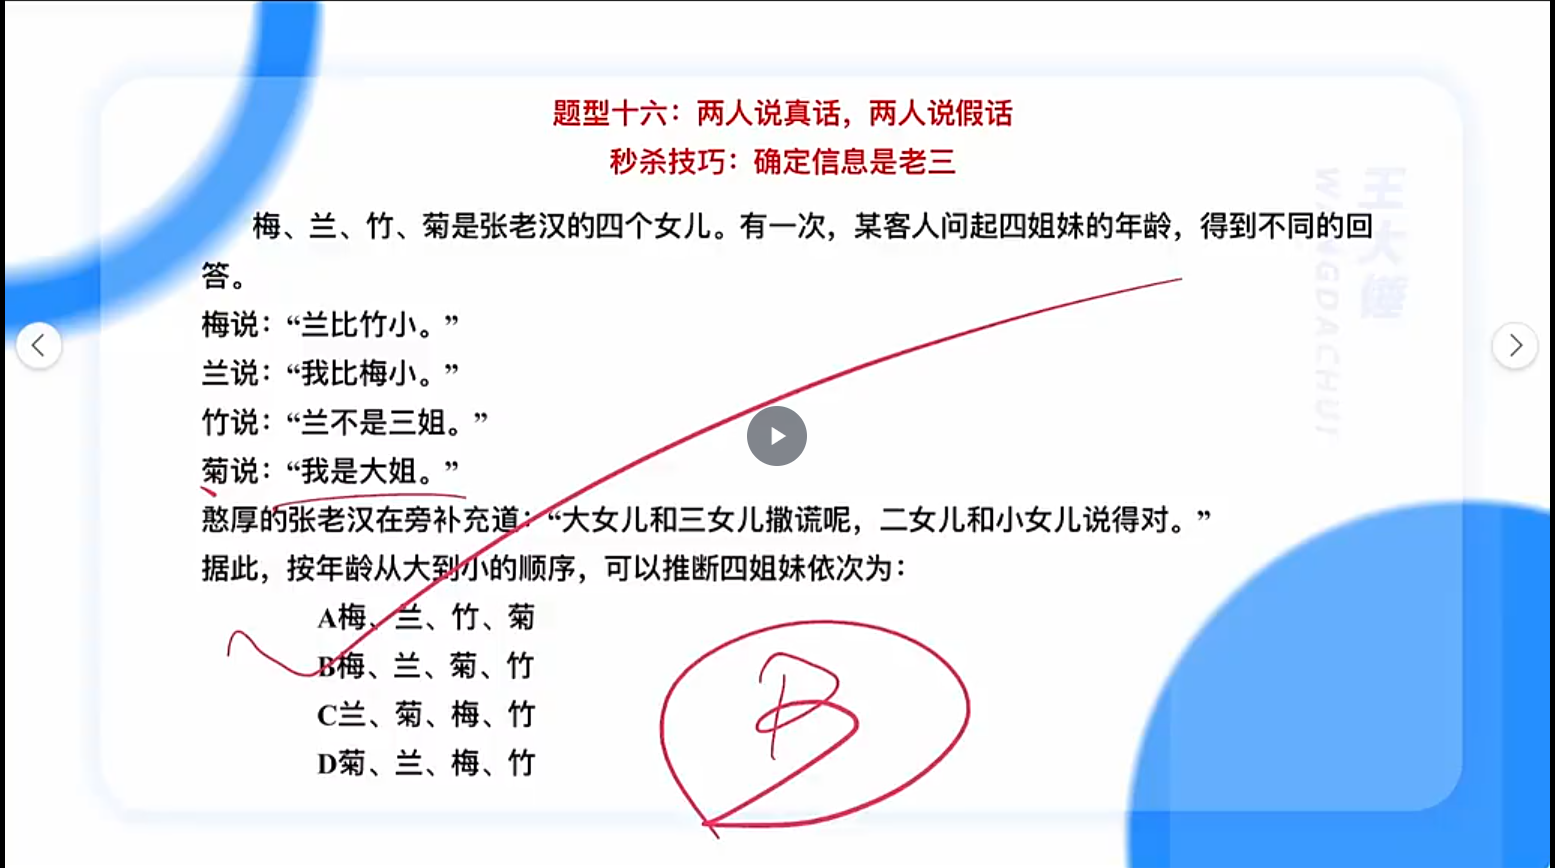 题型十六：两人说真话，两人说假话
秒杀技巧：确定信息是老三
梅、兰、竹、菊是张老汉的四个女儿。有一次，某客人问起四姐妹的年龄，得到不同的回
答。
梅说：“兰比竹小。”
兰说：“我比梅小。”
竹说：“兰不是三姐。”
菊说：“我是大姐。”
憨厚的张老汉在旁补充道：“大女儿和三女儿撒谎呢，二女儿和小女儿说得对。”
据此，按年龄从大到小的顺序，可以推断四姐妹依次为：
A梅、兰、竹、菊
B梅、兰、菊、竹
C兰、菊、梅、竹
D菊、兰、梅、竹
B
王大锤
WANGDACHUI